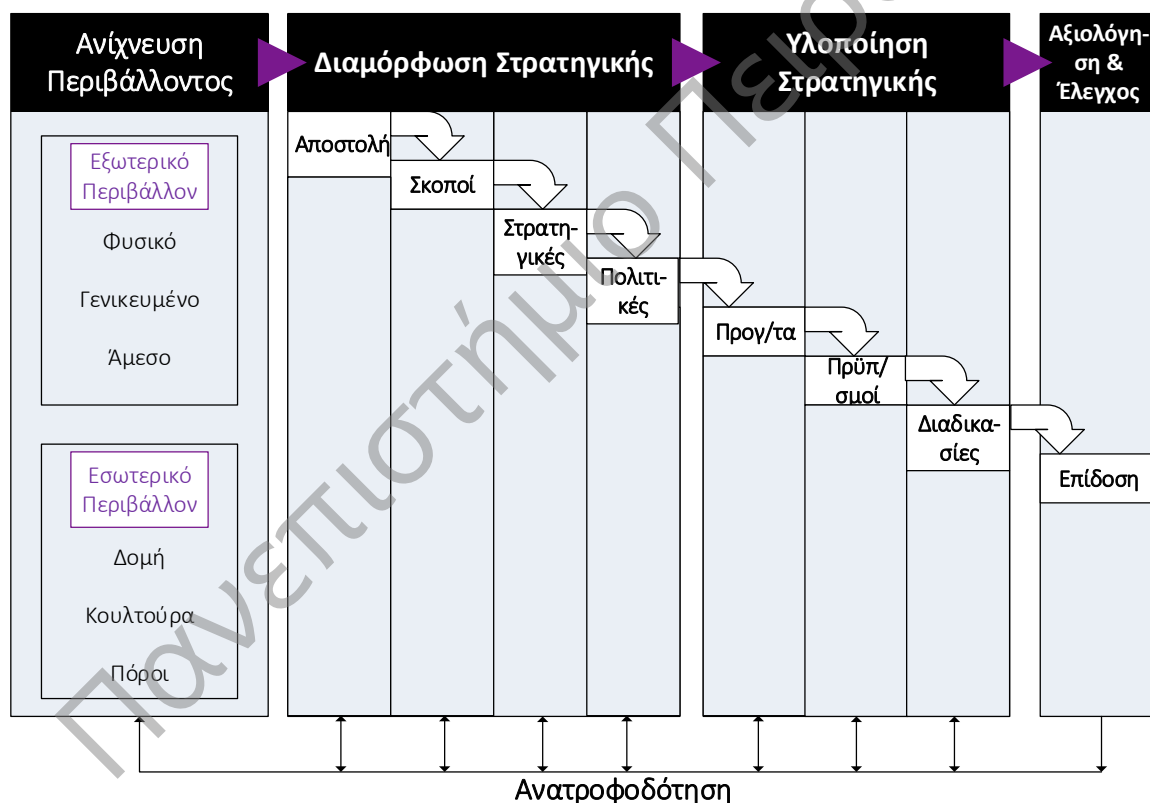 Ανίχνευση
Περιβάλλοντος
Διαμόρφωση Στρατηγικής
Υλοποίηση
Στρατηγικής
Αξιολόγη-
ση &
Έλεγχος
Εξωτερικό
Περιβάλλον
Φυσικό
Γενικευμένο
Άμεσο
Εσωτερικό
Περιβάλλον
Δομή
Κουλτούρα
Πόροι
Αποστολή
Σκοποί
Στρατη-
γικές
Πολιτι-
κές
Προγ/τα
Πρϋπ/
σμοί
Διαδικα-
σίες
Επίδοση
Ανατροφοδότηση
Πανεπιστήμιο